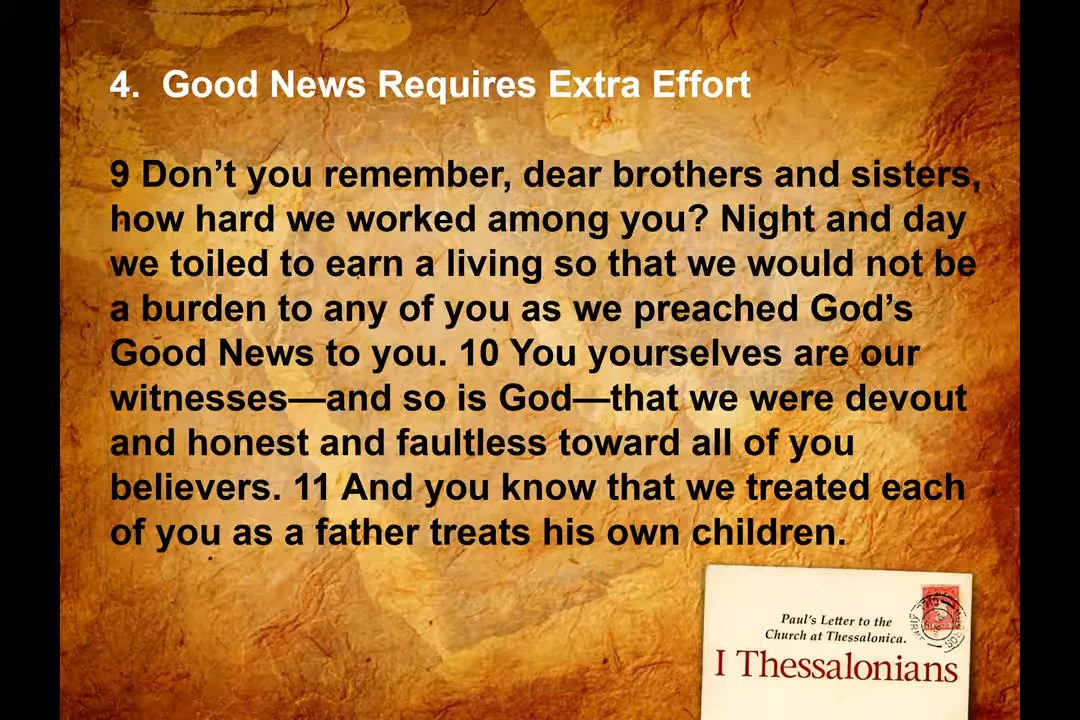 4. Good News Requires Extra Effort
9 Don’t you remember, dear brothers and sisters,
how hard we worked among you? Night and day
we toiled to earn a living so that we would not be
a burden to any of you as we preached God’s
Good News to you. 10 You yourselves are our
witnesses—and so is God—that we were devout
and honest and faultless toward all of you
believers. 11 And you know that we treated each
of you as a father treats his own children.
Paul's Letter to the
Church at Thessalonica.
I Thessalonians